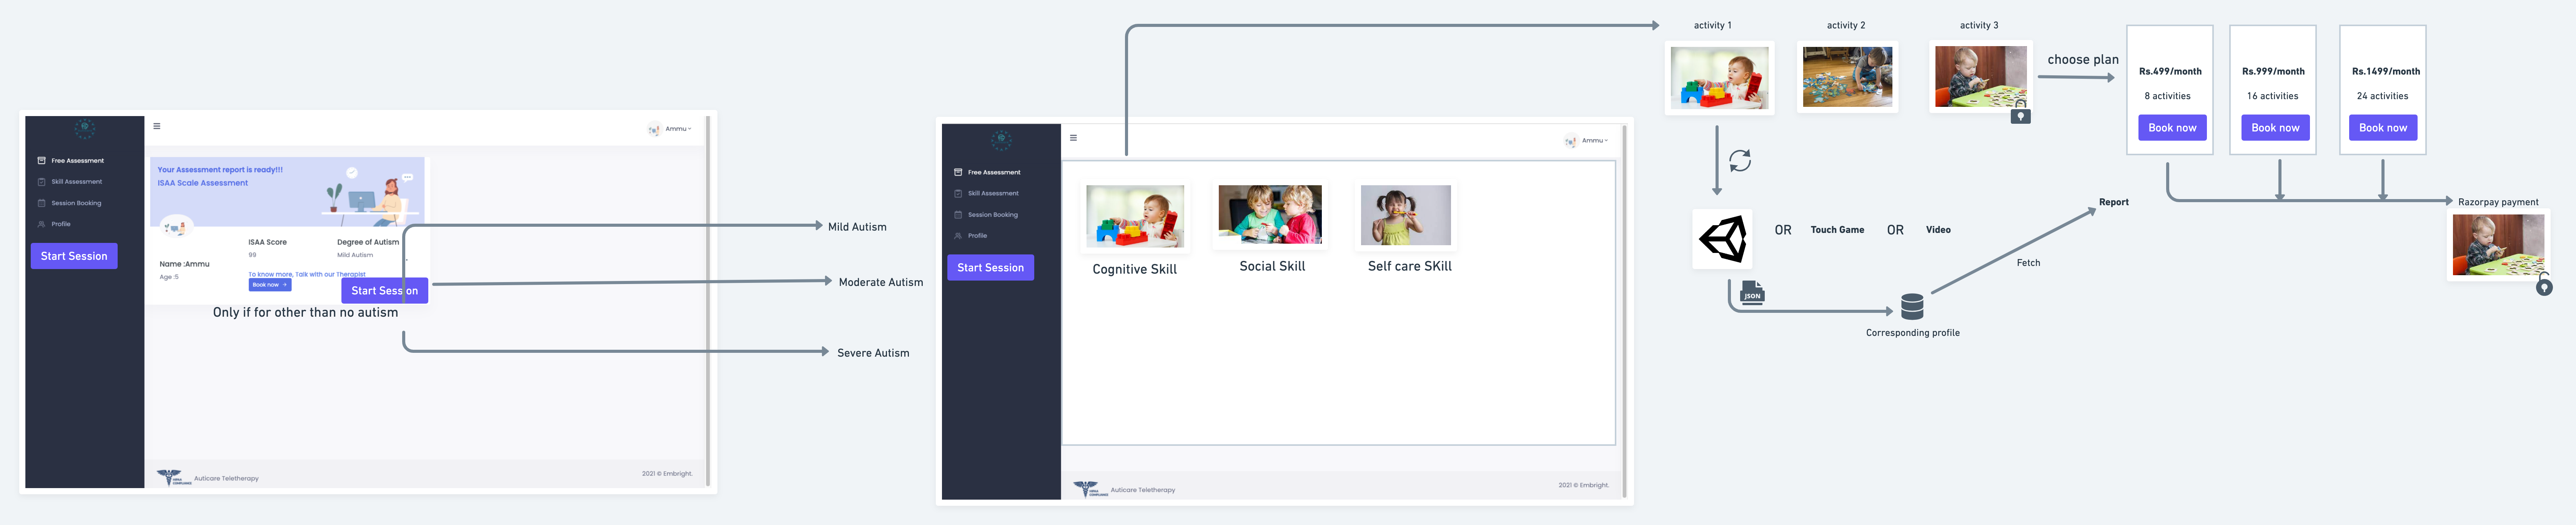 Ammu
Free Assessment
Skill Assessment
Session Booking
Profile
Start Session
Your Assessment report is ready!!!
ISAA Scale Assessment
ISAA Score
99
Degree of Autism
Mild Autism
Name :Ammu
Age :5
To know more, Talk with our Therapist
Book now
Start Session
Only if for other than no autism
Auticare Teletherapy
2021 © Embright.
Mild Autism
Moderate Autism
Severe Autism
Ammu
Free Assessment
Skill Assessment
Session Booking
Profile
Start Session
Cognitive Skill
Social Skill
Self care SKill
Auticare Teletherapy
2021 © Embright.
activity 1
activity 2
activity 3
choose plan
Rs.499/month
8 activities
Book now
Rs.999/month
16 activities
Book now
Rs.1499/month
24 activities
Book now
OR
Touch Game
OR
Video
JSON
Corresponding profile
Fetch
Report
Razorpay payment